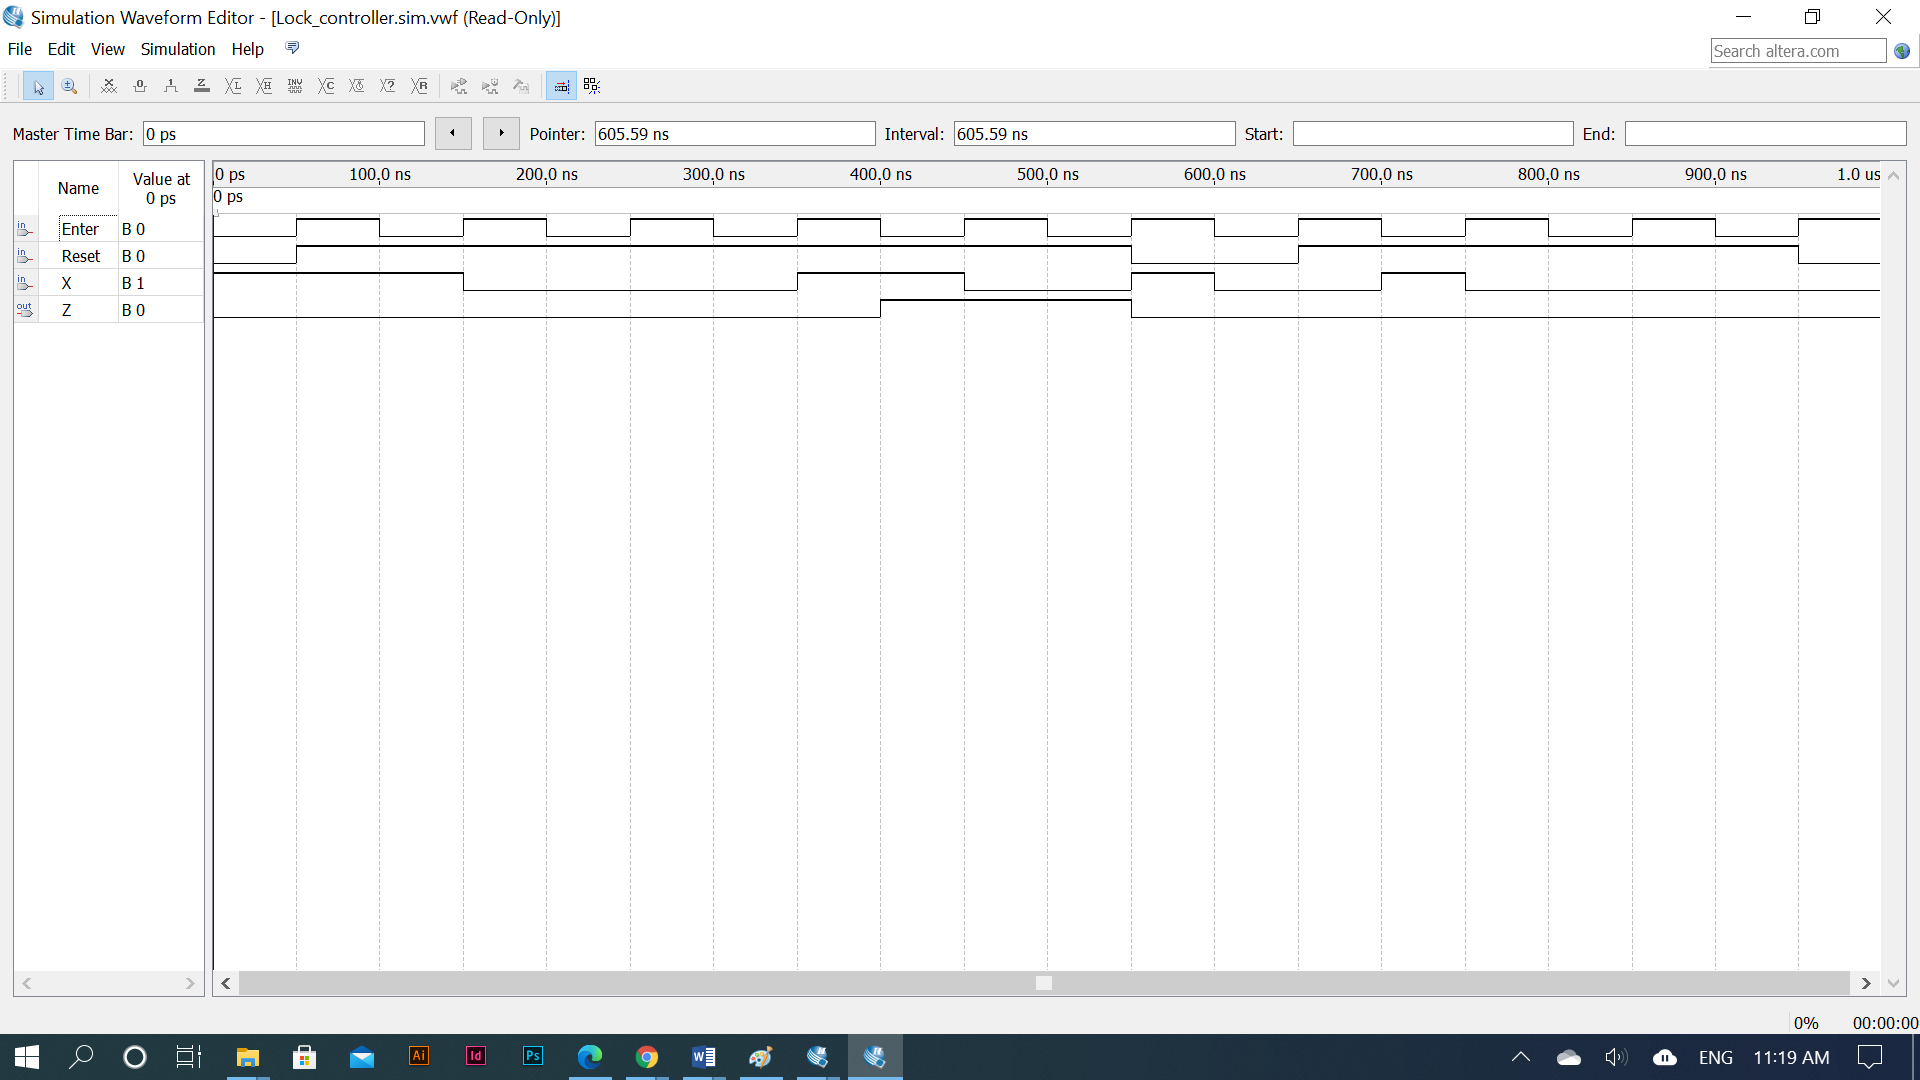 Simulation Waveform Editor - [Lock_controller.sim.vwf (Read-Only)]
File Edit View Simulation Help
Search altera.com
Master Time Bar: 0 ps Pointer: 605.59 ns Interval: 605.59 ns Start: End:
Name Value at 0 ps
0 ps 100.0 ns 200.0 ns 300.0 ns 400.0 ns 500.0 ns 600.0 ns 700.0 ns 800.0 ns 900.0 ns 1.0 us
0 ps
in Enter B 0
in Reset B 0
in X B 1
out Z B 0
0% 00:00:00
Ai Id Ps ENG 11:19 AM